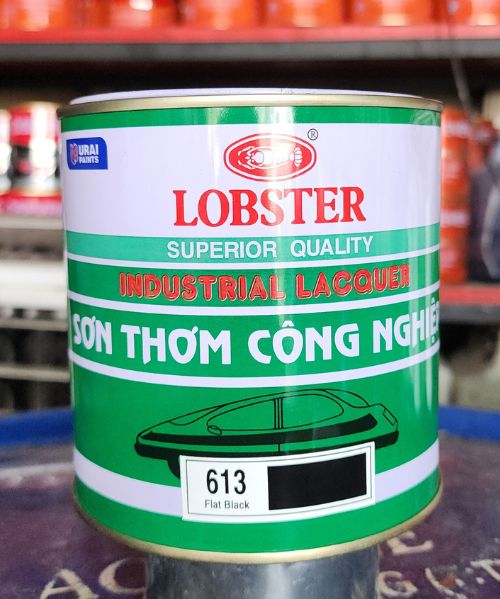 URAI
PAINTS
®
LOBSTER
SUPERIOR QUALITY
INDUSTRIAL LACQUER
SƠN THƠM CÔNG NGHIỆ
613
Flat Black